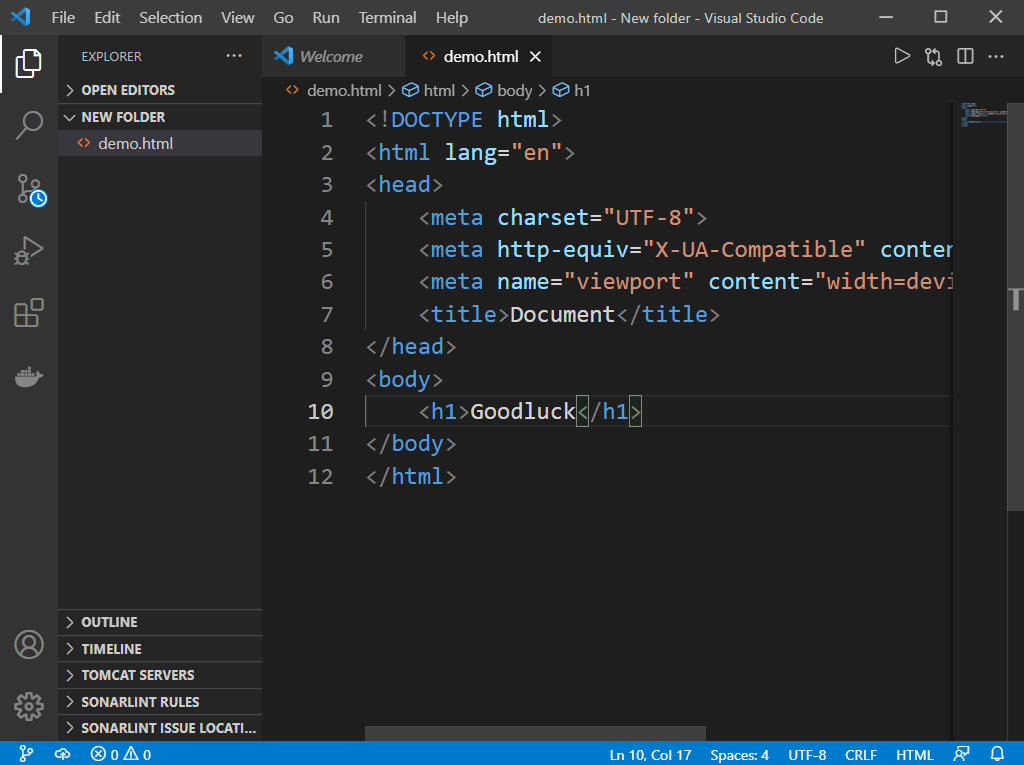 File Edit Selection View Go Run Terminal Help demo.html - New folder - Visual Studio Code
EXPLORER ...
Welcome demo.html
OPEN EDITORS
NEW FOLDER
demo.html
demo.html > html > body > h1
1 <!DOCTYPE html>
2 <html lang="en">
3 <head>
4 <meta charset="UTF-8">
5 <meta http-equiv="X-UA-Compatible" conten
6 <meta name="viewport" content="width=devi
7 <title>Document</title>
8 </head>
9 <body>
10 <h1>Goodluck</h1>
11 </body>
12 </html>
OUTLINE
TIMELINE
TOMCAT SERVERS
SONARLINT RULES
SONARLINT ISSUE LOCATI...
0 0 Ln 10, Col 17 Spaces: 4 UTF-8 CRLF HTML